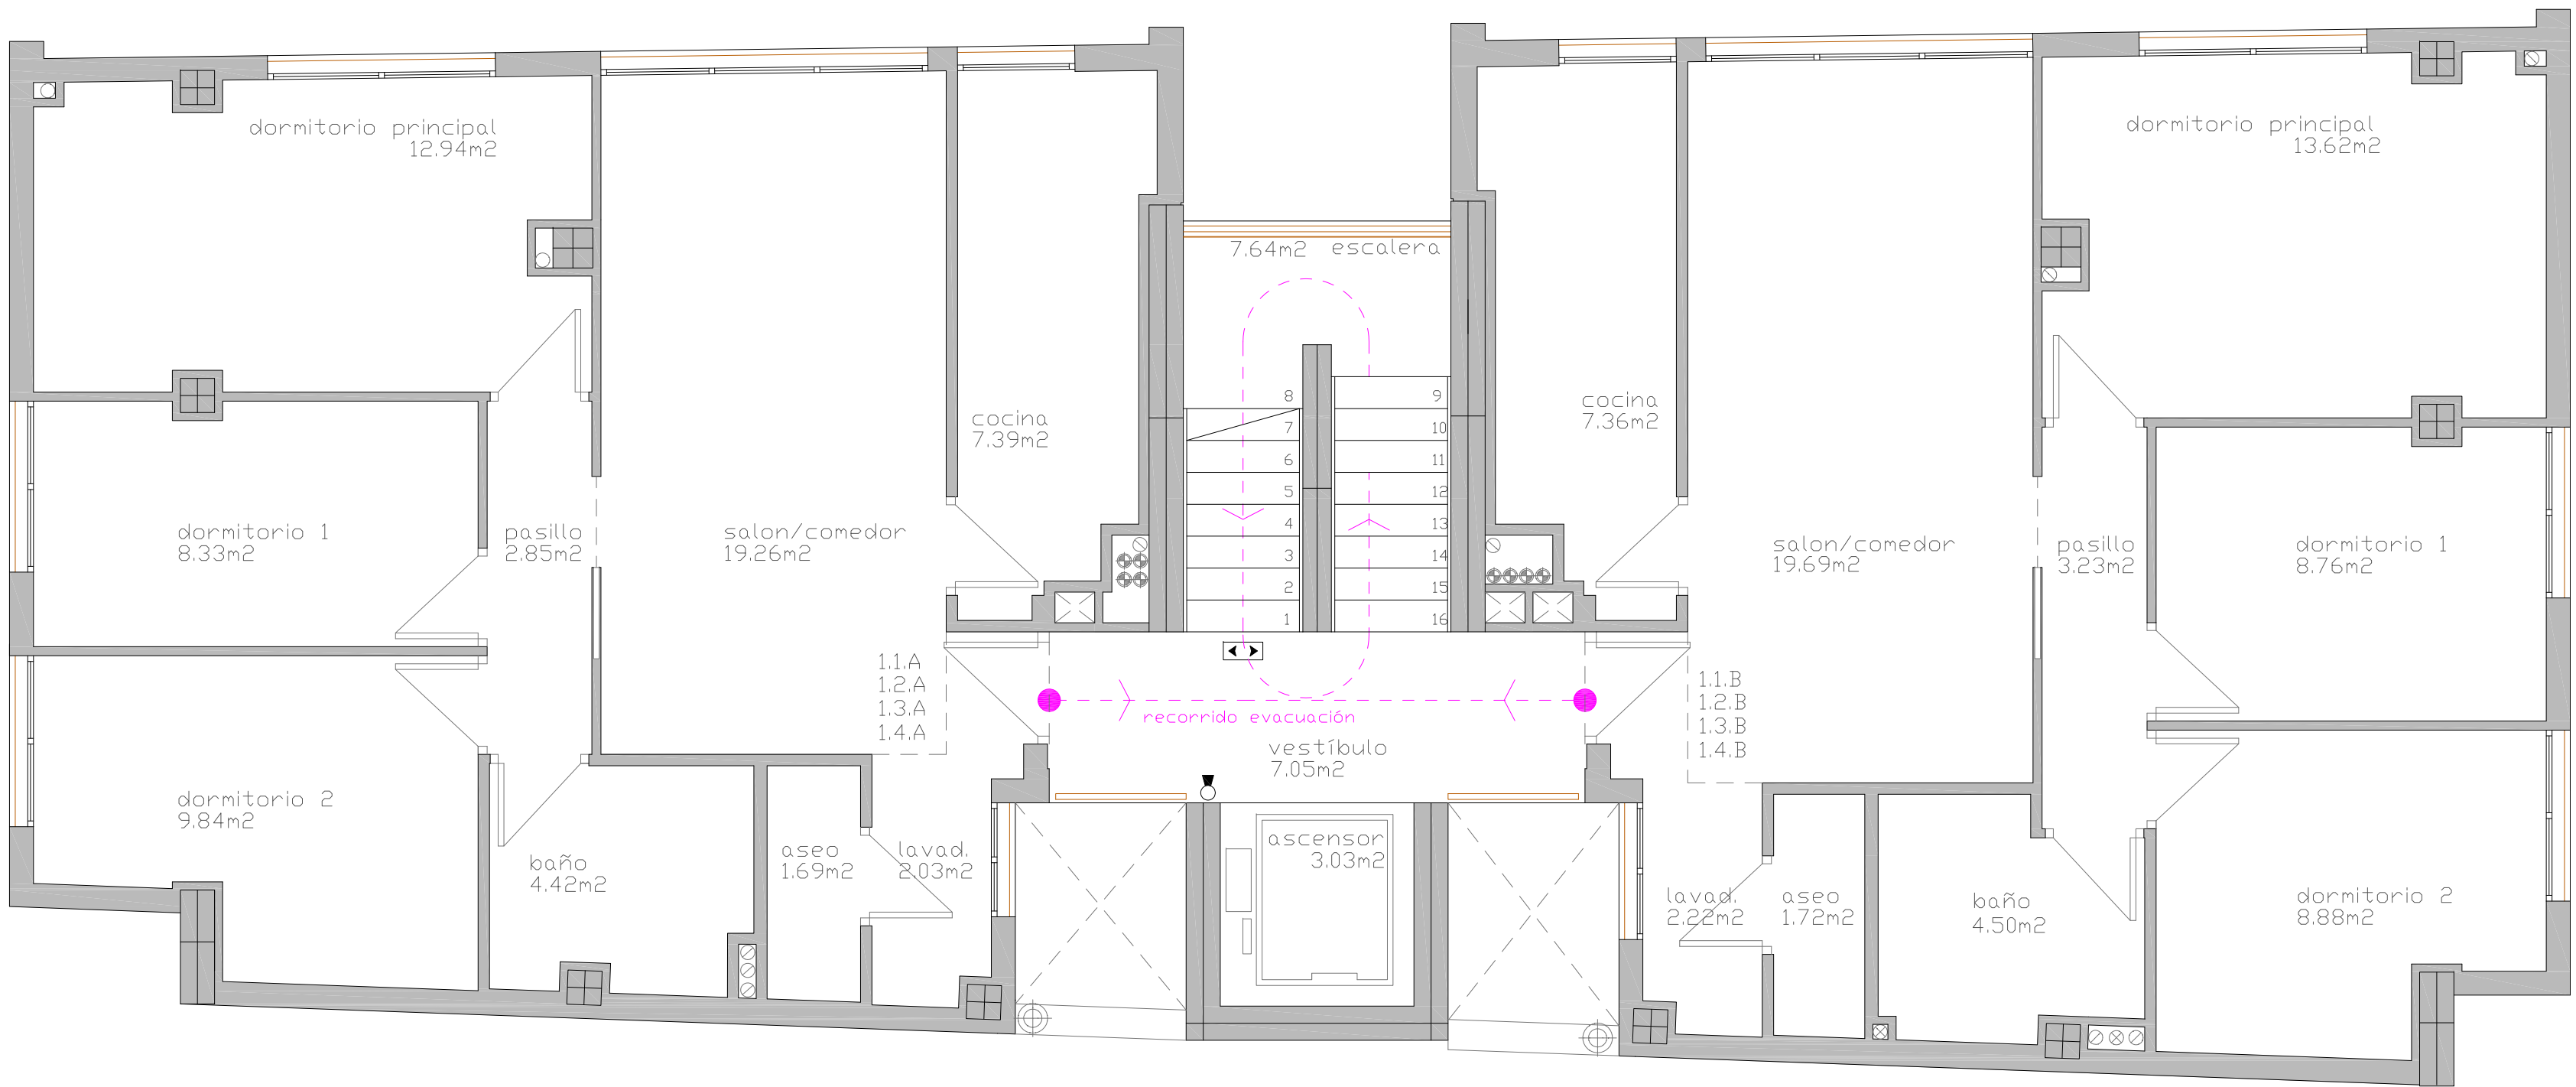 dormitorio principal
12.94m2
dormitorio principal
13.62m2
7.64m2 escalera
cocina
7.39m2
cocina
7.36m2
8
7
6
5
4
3
2
1
9
10
11
12
13
14
15
16
dormitorio 1
8.33m2
pasillo
2.85m2
salon/comedor
19.26m2
salon/comedor
19.69m2
pasillo
3.23m2
dormitorio 1
8.76m2
1.1.A
1.2.A
1.3.A
1.4.A
1.1.B
1.2.B
1.3.B
1.4.B
recorrido evacuación
vestíbulo
7.05m2
dormitorio 2
9.84m2
baño
4.42m2
aseo
1.69m2
lavad.
2.03m2
ascensor
3.03m2
lavad.
2.22m2
aseo
1.72m2
baño
4.50m2
dormitorio 2
8.88m2